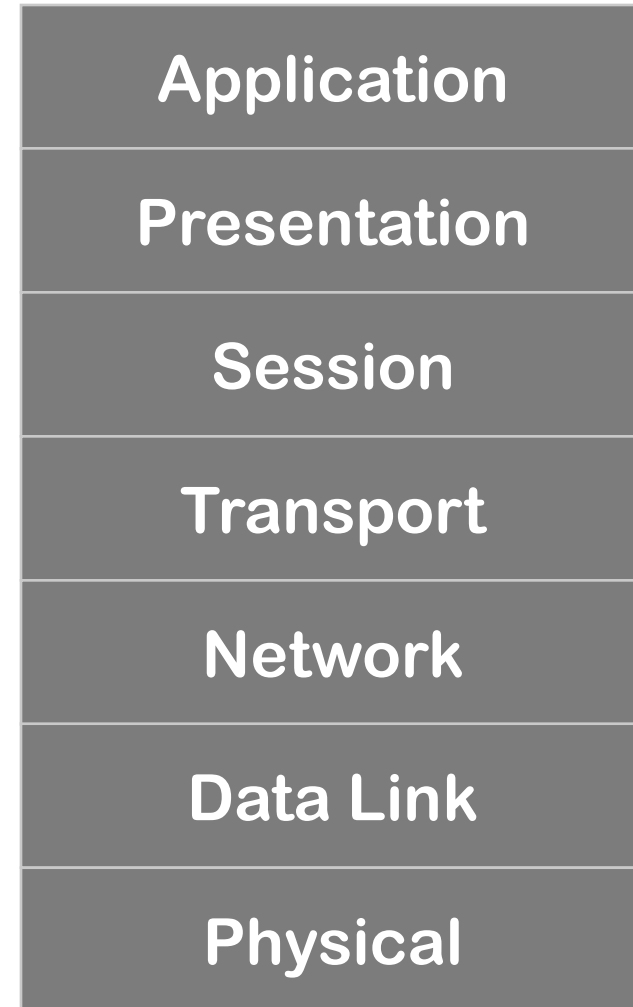 Application
Presentation
Session
Transport
Network
Data Link
Physical